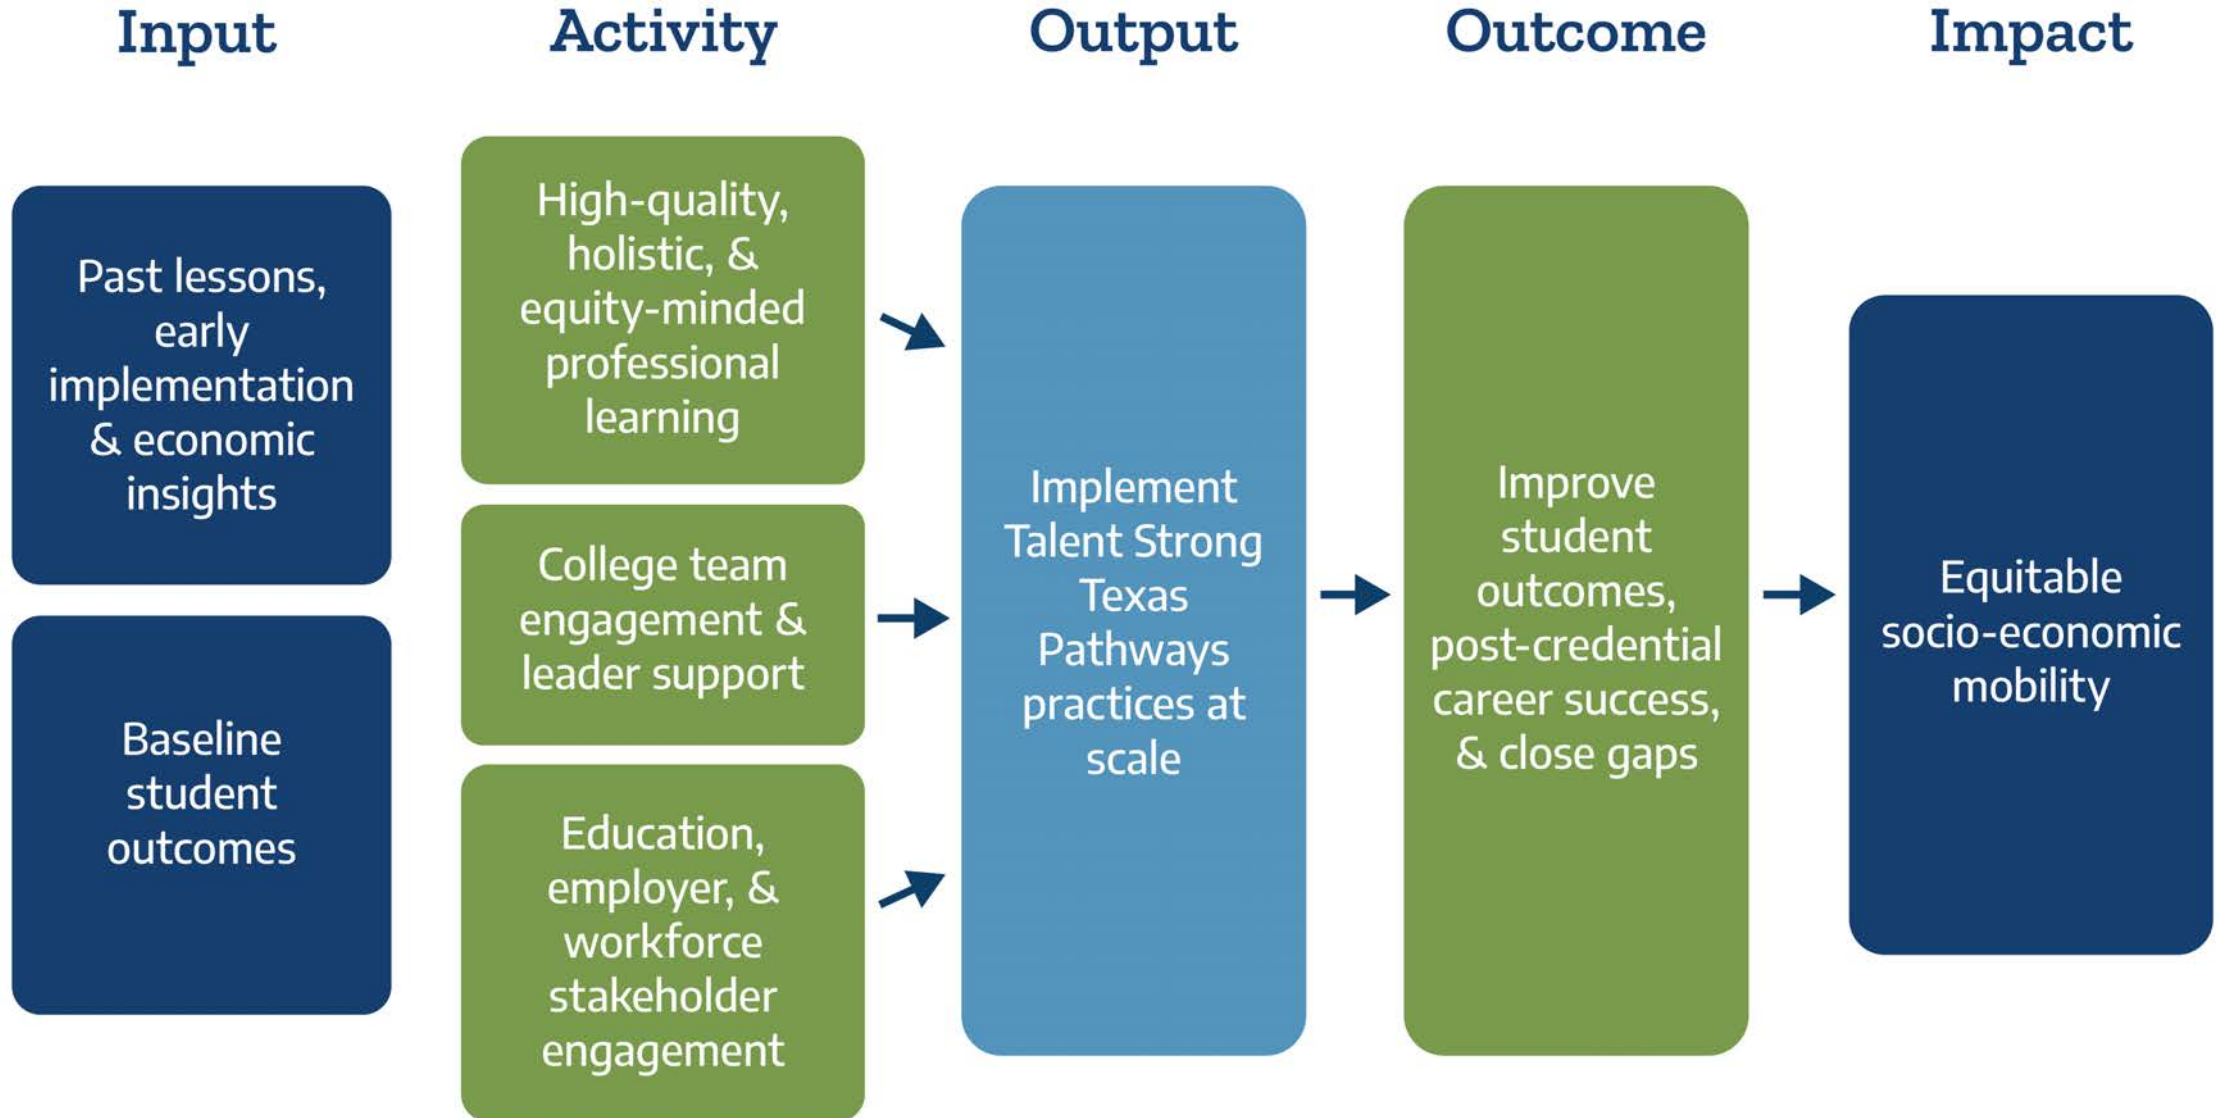 Input
Activity
Output
Outcome
Impact
Past lessons,
early
implementation
& economic
insights
Baseline
student
outcomes
High-quality,
holistic, &
equity-minded
professional
learning
College team
engagement &
leader support
Education,
employer, &
workforce
stakeholder
engagement
Implement
Talent Strong
Texas
Pathways
practices at
scale
Improve
student
outcomes,
post-credential
career success,
& close gaps
Equitable
socio-economic
mobility